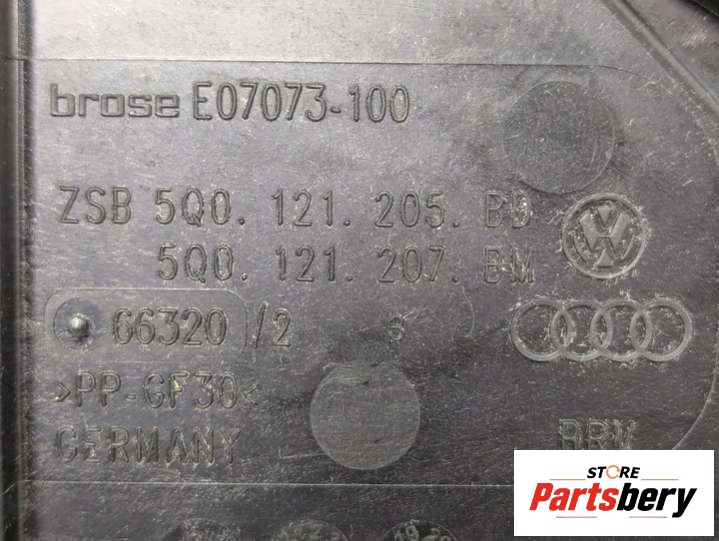 brose E07073-100
ZSB 5Q0. 121. 205. BD
5Q0. 121. 207. BM
66320 /2
>PP-GF30<
GERMANY
STORE
Partsbery